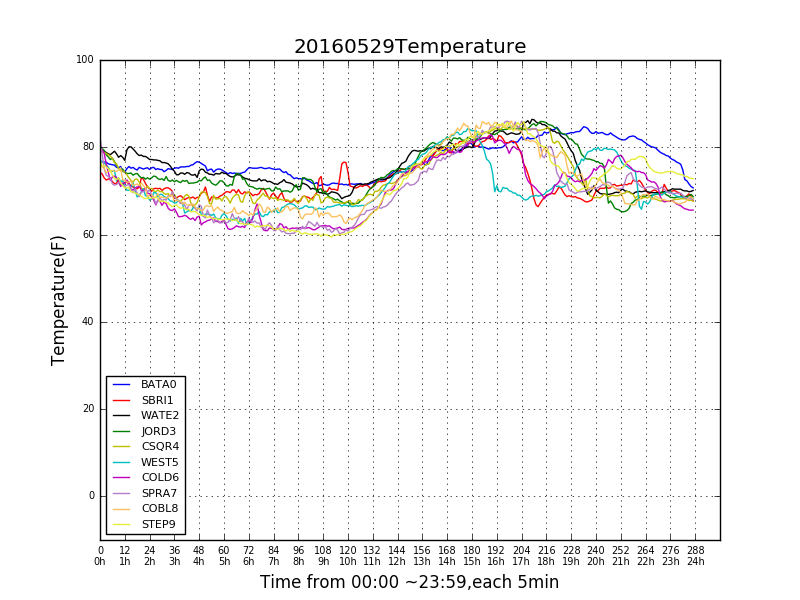 20160529Temperature
100
80
60
40
20
0
Temperature(F)
BATA0
SBRI1
WATE2
JORD3
CSQR4
WEST5
COLD6
SPRA7
COBL8
STEP9
0 12 24 36 48 60 72 84 96 108 120 132 144 156 168 180 192 204 216 228 240 252 264 276 288
0h 1h 2h 3h 4h 5h 6h 7h 8h 9h 10h 11h 12h 13h 14h 15h 16h 17h 18h 19h 20h 21h 22h 23h 24h
Time from 00:00 ~23:59,each 5min